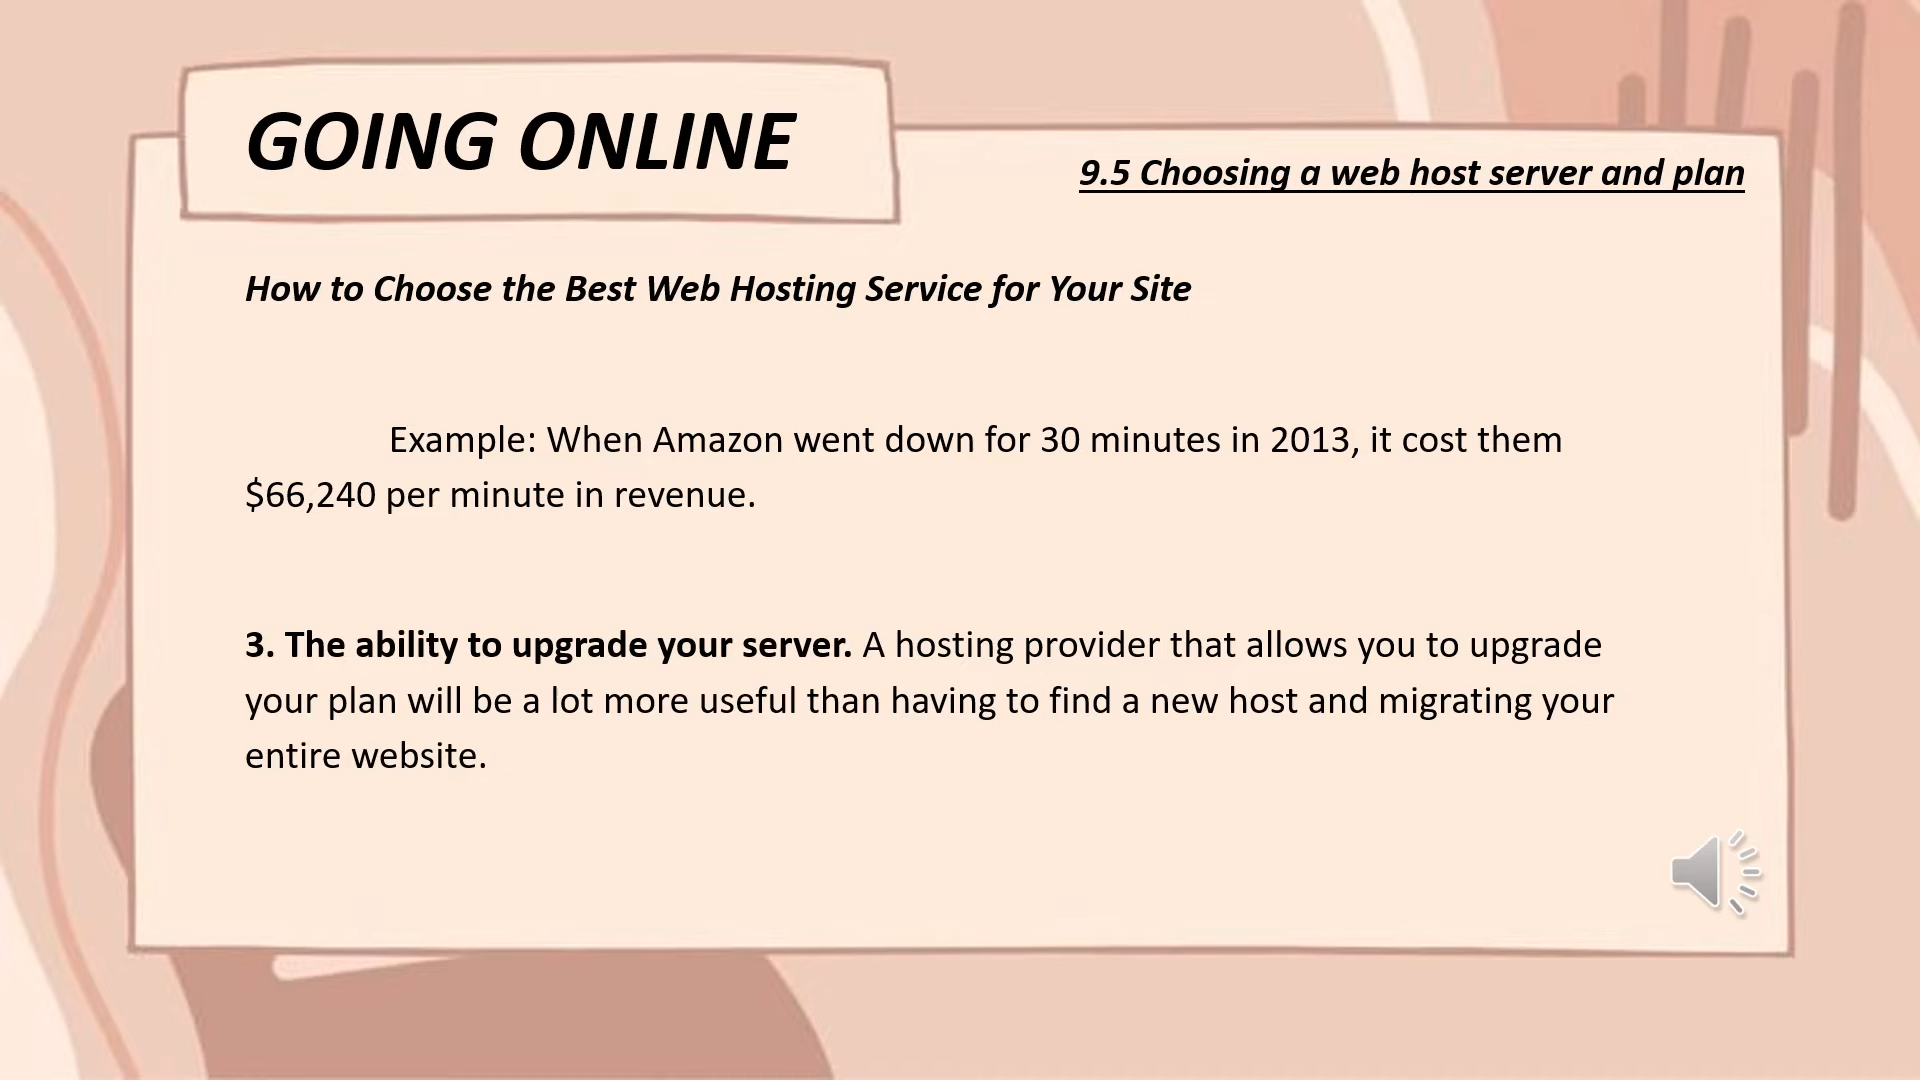 GOING ONLINE
9.5 Choosing a web host server and plan
How to Choose the Best Web Hosting Service for Your Site
Example: When Amazon went down for 30 minutes in 2013, it cost them
$66,240 per minute in revenue.
3. The ability to upgrade your server. A hosting provider that allows you to upgrade
your plan will be a lot more useful than having to find a new host and migrating your
entire website.